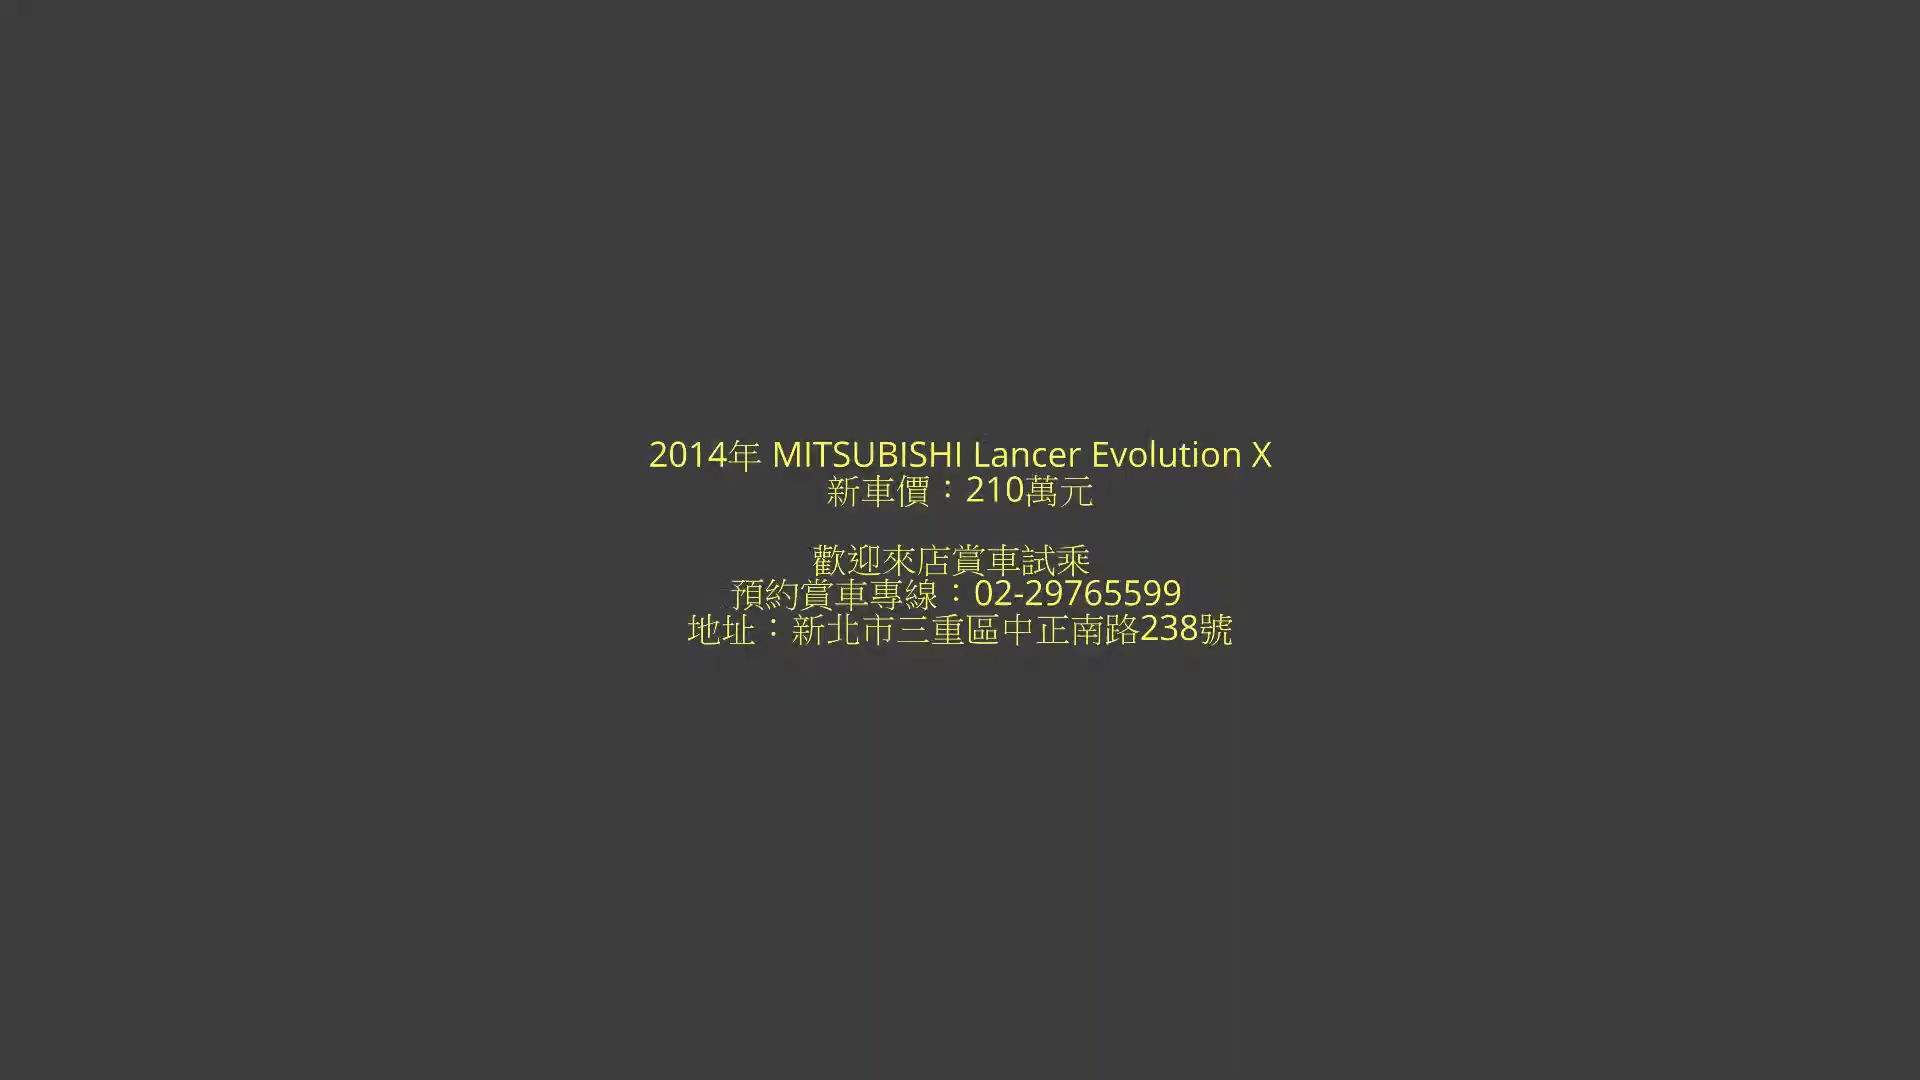 2014年 MITSUBISHI Lancer Evolution X
新車價：210萬元
歡迎來店賞車試乘
預約賞車專線：02-29765599
地址：新北市三重區中正南路238號